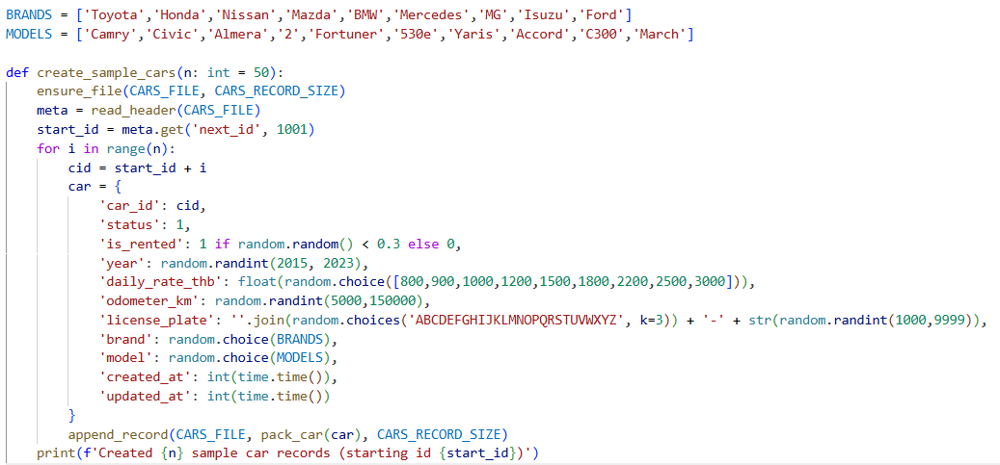 BRANDS = ['Toyota','Honda','Nissan','Mazda','BMW','Mercedes','MG','Isuzu','Ford']
MODELS = ['Camry','Civic','Almera','2','Fortuner','530e','Yaris','Accord','C300','March']

def create_sample_cars(n: int = 50):
    ensure_file(CARS_FILE, CARS_RECORD_SIZE)
    meta = read_header(CARS_FILE)
    start_id = meta.get('next_id', 1001)
    for i in range(n):
        cid = start_id + i
        car = {
            'car_id': cid,
            'status': 1,
            'is_rented': 1 if random.random() < 0.3 else 0,
            'year': random.randint(2015, 2023),
            'daily_rate_thb': float(random.choice([800,900,1000,1200,1500,1800,2200,2500,3000])),
            'odometer_km': random.randint(5000,150000),
            'license_plate': ''.join(random.choices('ABCDEFGHIJKLMNOPQRSTUVWXYZ', k=3)) + '-' + str(random.randint(1000,9999)),
            'brand': random.choice(BRANDS),
            'model': random.choice(MODELS),
            'created_at': int(time.time()),
            'updated_at': int(time.time())
        }
        append_record(CARS_FILE, pack_car(car), CARS_RECORD_SIZE)
    print(f'Created {n} sample car records (starting id {start_id})')